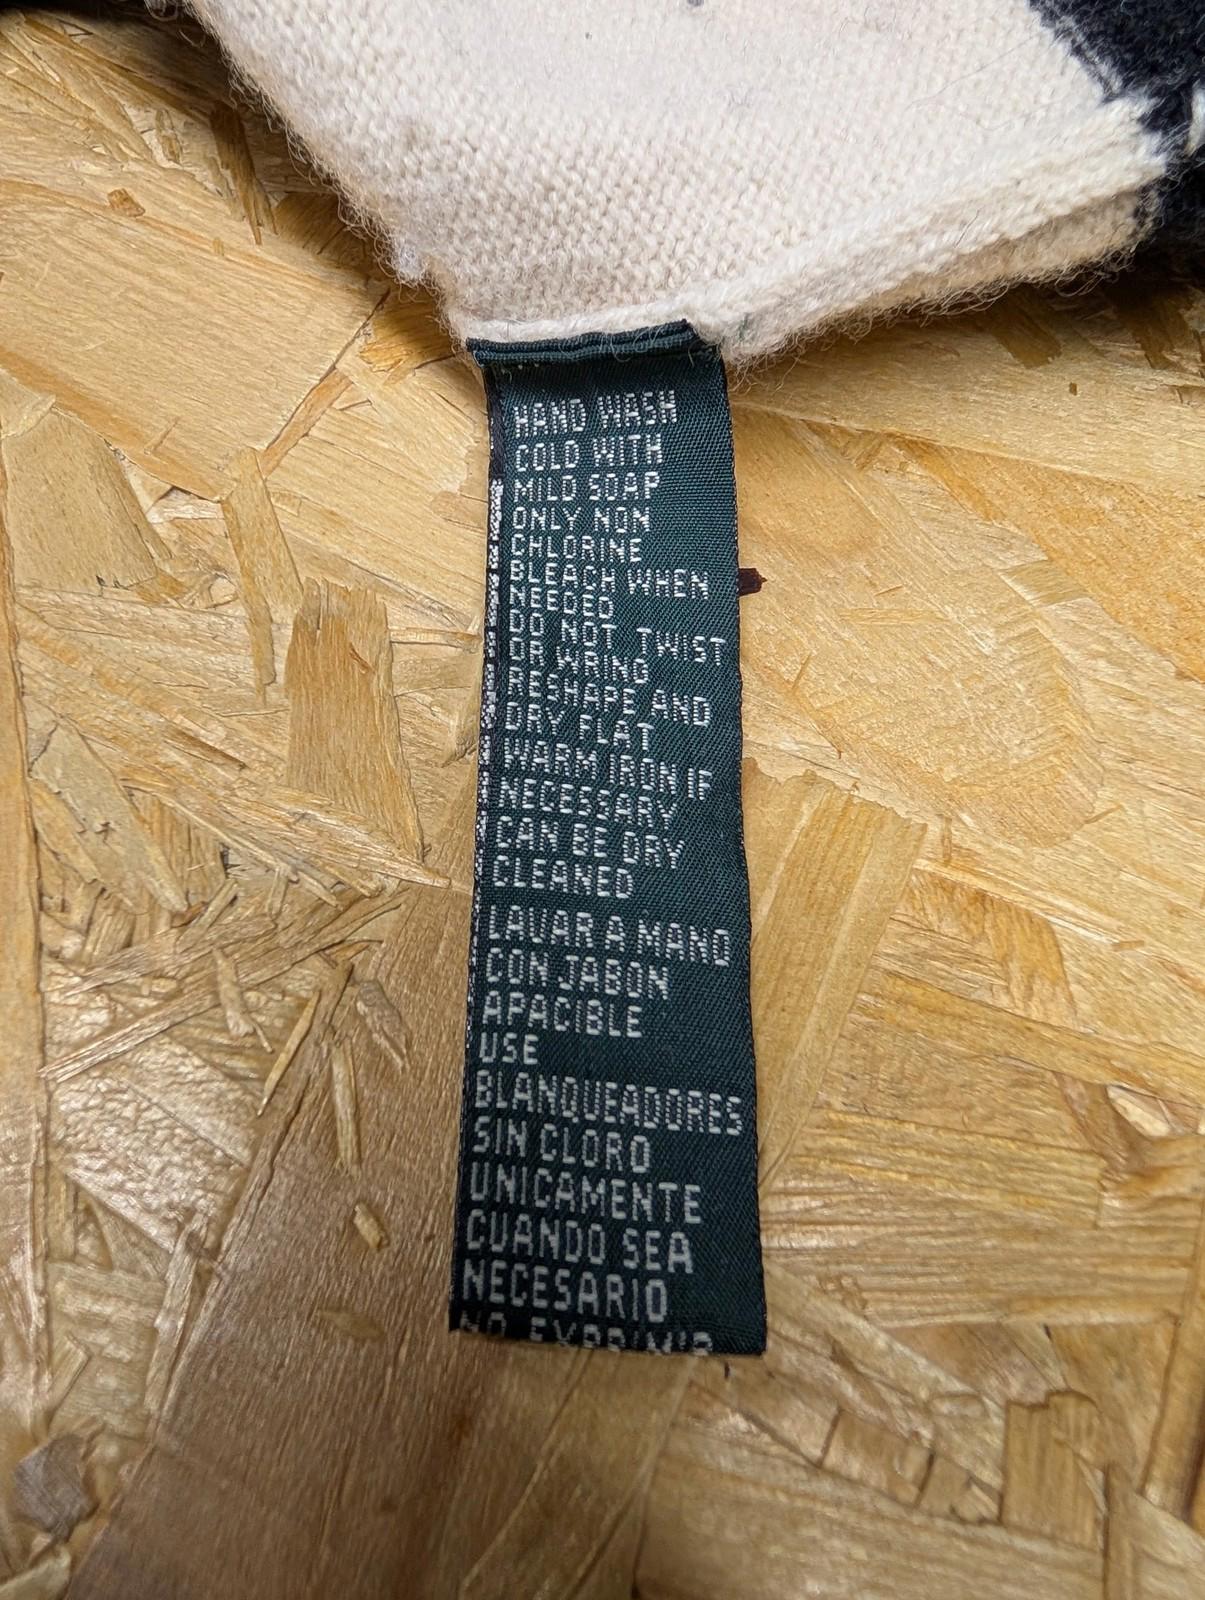 HAND WASH
COLD WITH
MILD SOAP
ONLY NON
CHLORINE
BLEACH WHEN
NEEDED
DO NOT TWIST
OR WRING
RESHAPE AND
DRY FLAT
WARM IRON IF
NECESSARY
CAN BE DRY
CLEANED
LAVAR A MANO
CON JABON
APACIBLE
USE
BLANQUEADORES
SIN CLORO
UNICAMENTE
CUANDO SEA
NECESARIO
NO EXPRIMIR